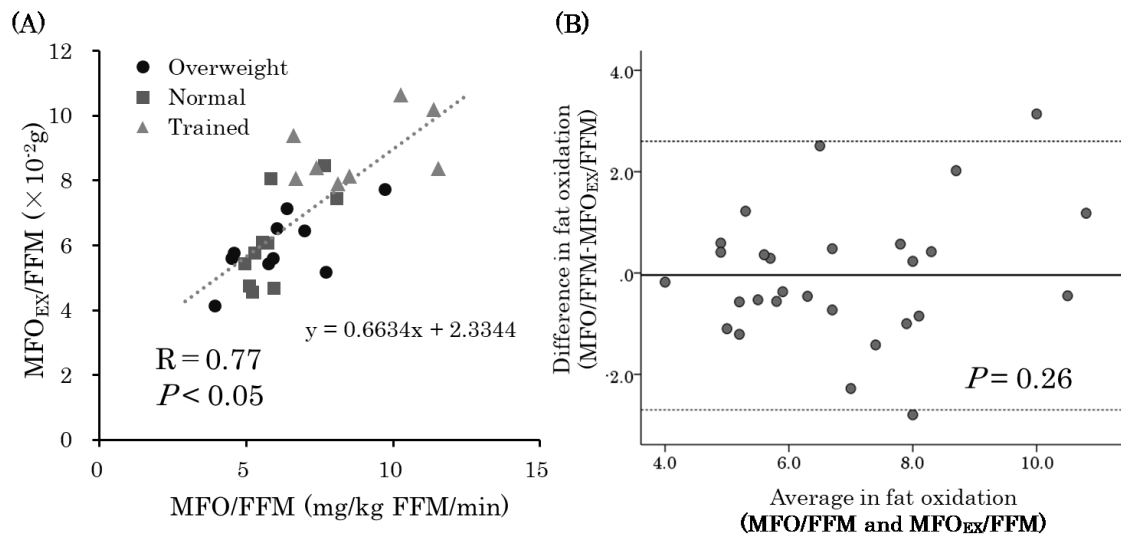 (A)
12
10
8
6
4
2
0
0
5
10
15
MFO_EX/FFM (×10⁻²g)
Overweight
Normal
Trained
y = 0.6634x + 2.3344
R = 0.77
P < 0.05
MFO/FFM (mg/kg FFM/min)
(B)
4.0
2.0
.0
-2.0
4.0
6.0
8.0
10.0
Difference in fat oxidation
(MFO/FFM-MFO_EX/FFM)
P = 0.26
Average in fat oxidation
(MFO/FFM and MFO_EX/FFM)